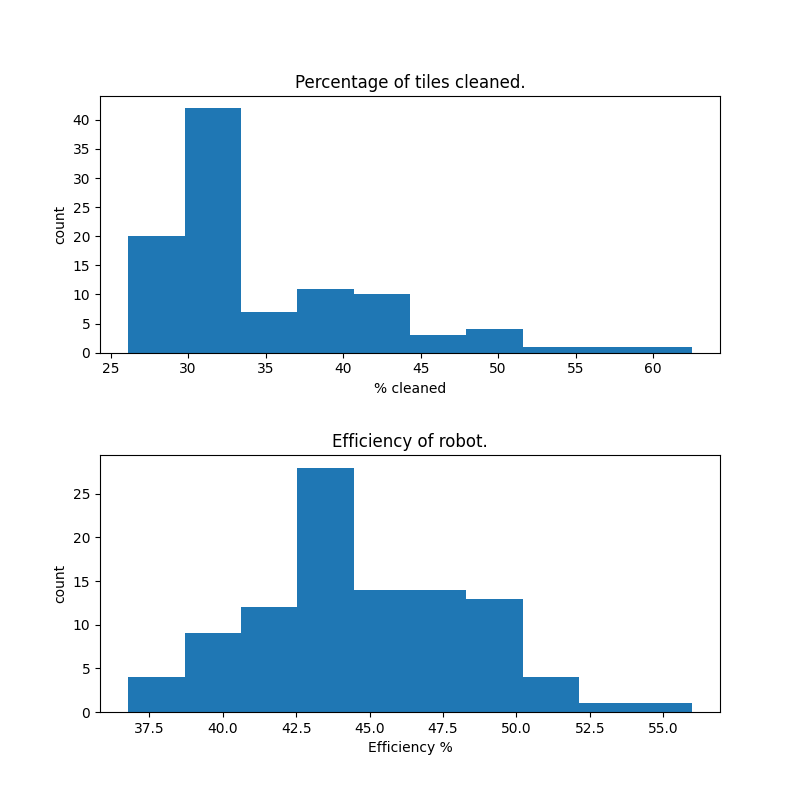 Percentage of tiles cleaned.
40
35
30
25
20
15
10
5
0
count
25 30 35 40 45 50 55 60
% cleaned
Efficiency of robot.
25
20
15
10
5
0
count
37.5 40.0 42.5 45.0 47.5 50.0 52.5 55.0
Efficiency %